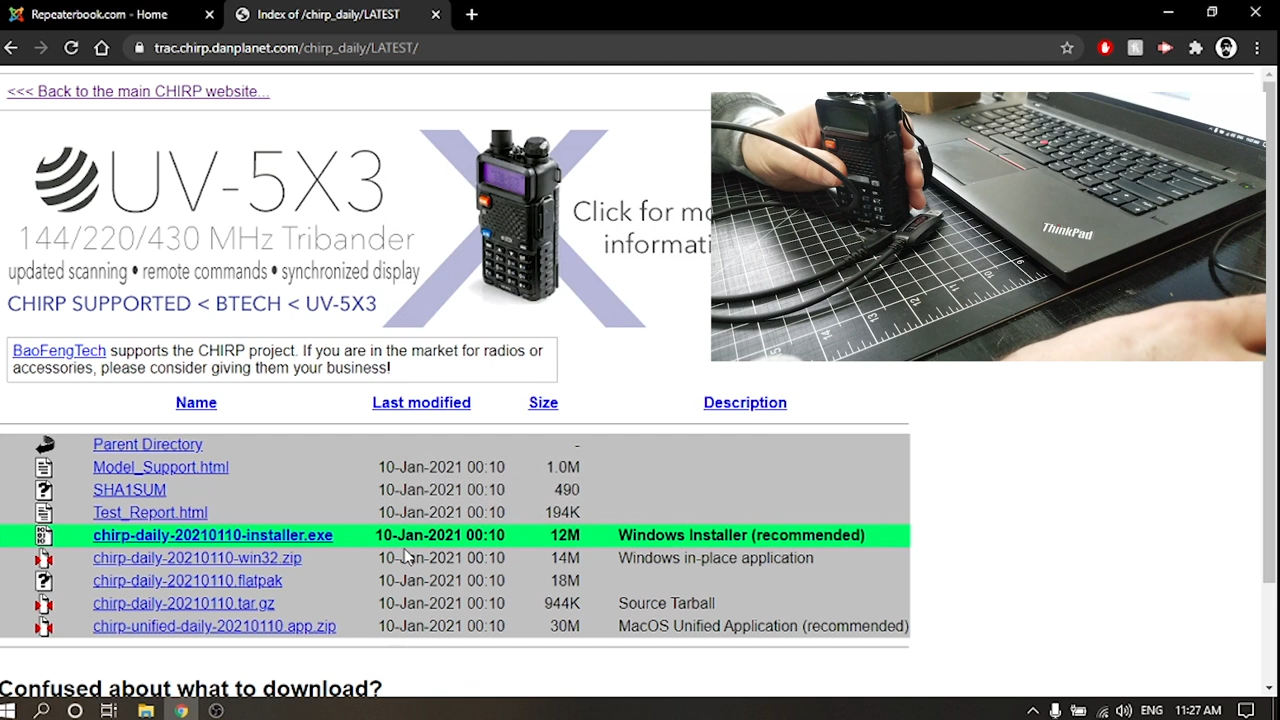 Repeaterbook.com - Home
Index of /chirp_daily/LATEST/
trac.chirp.danplanet.com/chirp_daily/LATEST/
<<< Back to the main CHIRP website...
UV-5X3
144/220/430 MHz Tribander
updated scanning • remote commands • synchronized display
CHIRP SUPPORTED < BTECH < UV-5X3
Click for mo
informati
ThinkPad
BaoFengTech supports the CHIRP project. If you are in the market for radios or
accessories, please consider giving them your business!
Name Last modified Size Description
Parent Directory -
Model_Support.html 10-Jan-2021 00:10 1.0M
SHA1SUM 10-Jan-2021 00:10 490
Test_Report.html 10-Jan-2021 00:10 194K
chirp-daily-20210110-installer.exe 10-Jan-2021 00:10 12M Windows Installer (recommended)
chirp-daily-20210110-win32.zip 10-Jan-2021 00:10 14M Windows in-place application
chirp-daily-20210110.flatpak 10-Jan-2021 00:10 18M
chirp-daily-20210110.tar.gz 10-Jan-2021 00:10 944K Source Tarball
chirp-unified-daily-20210110.app.zip 10-Jan-2021 00:10 30M MacOS Unified Application (recommended)
Confused about what to download?
ENG 11:27 AM